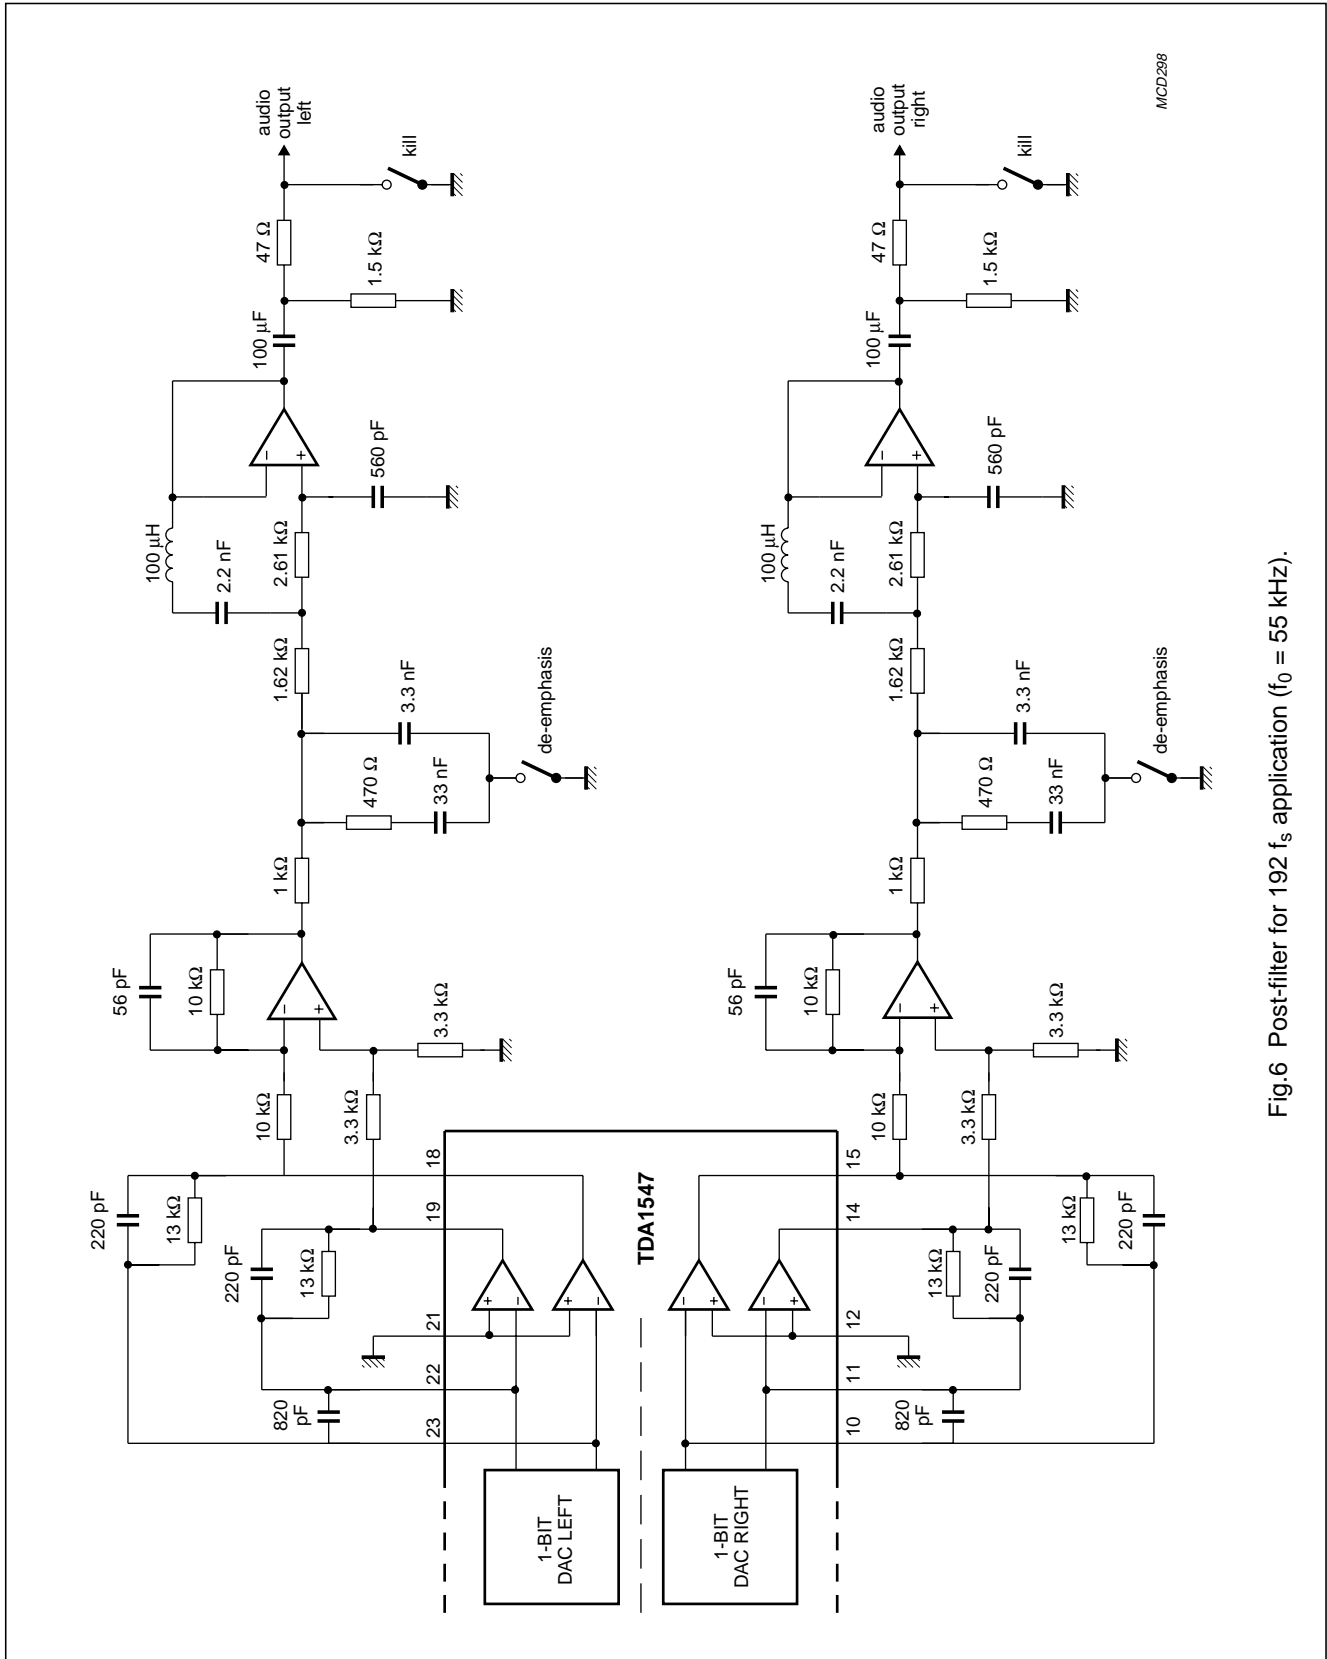 audio
output
left
kill
47 Ω
1.5 kΩ
100 µF
−
+
560 pF
100 µH
2.2 nF
2.61 kΩ
1.62 kΩ
3.3 nF
de-emphasis
470 Ω
33 nF
1 kΩ
56 pF
10 kΩ
−
+
3.3 kΩ
10 kΩ
3.3 kΩ
220 pF
13 kΩ
220 pF
13 kΩ
820
pF
18
19
21
22
23
+
−
+
−
1-BIT
DAC LEFT
TDA1547
audio
output
right
kill
47 Ω
1.5 kΩ
100 µF
−
+
560 pF
100 µH
2.2 nF
2.61 kΩ
1.62 kΩ
3.3 nF
de-emphasis
470 Ω
33 nF
1 kΩ
56 pF
10 kΩ
−
+
3.3 kΩ
10 kΩ
3.3 kΩ
15
14
12
11
10
13 kΩ
220 pF
13 kΩ
220 pF
820
pF
−
+
−
+
1-BIT
DAC RIGHT
MCD298
Fig.6 Post-filter for 192 fs application (f0 = 55 kHz).